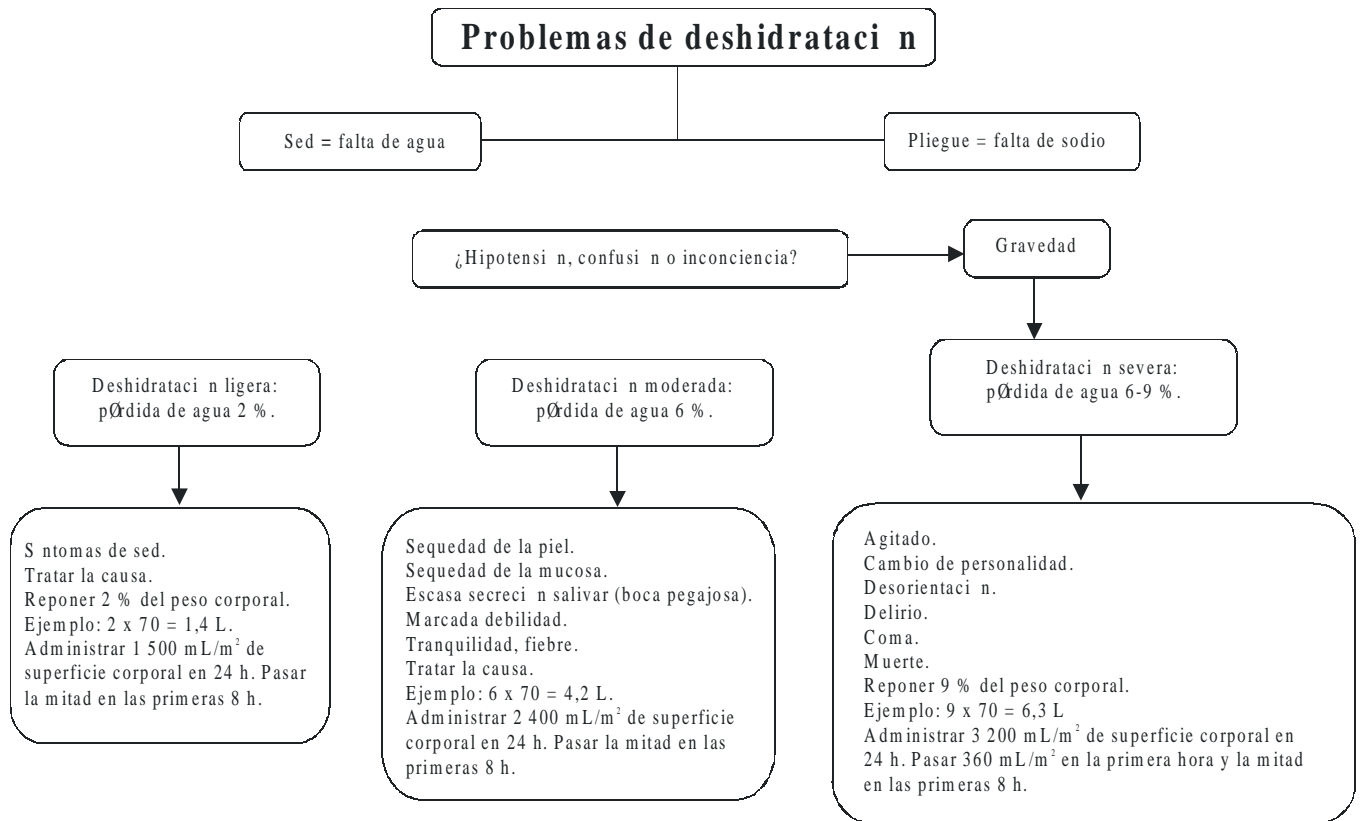 Problemas de deshidrataci n
Sed = falta de agua
Pliegue = falta de sodio
¿Hipotensi n, confusi n o inconciencia?
Gravedad
Deshidrataci n ligera:
pØrdida de agua 2 %.
Deshidrataci n moderada:
pØrdida de agua 6 %.
Deshidrataci n severa:
pØrdida de agua 6-9 %.
S ntomas de sed.
Tratar la causa.
Reponer 2 % del peso corporal.
Ejemplo: 2 x 70 = 1,4 L.
Administrar 1 500 mL/m² de
superficie corporal en 24 h. Pasar
la mitad en las primeras 8 h.
Sequedad de la piel.
Sequedad de la mucosa.
Escasa secreci n salivar (boca pegajosa).
Marcada debilidad.
Tranquilidad, fiebre.
Tratar la causa.
Ejemplo: 6 x 70 = 4,2 L.
Administrar 2 400 mL/m² de superficie
corporal en 24 h. Pasar la mitad en las
primeras 8 h.
Agitado.
Cambio de personalidad.
Desorientaci n.
Delirio.
Coma.
Muerte.
Reponer 9 % del peso corporal.
Ejemplo: 9 x 70 = 6,3 L
Administrar 3 200 mL/m² de superficie corporal en
24 h. Pasar 360 mL/m² en la primera hora y la mitad
en las primeras 8 h.